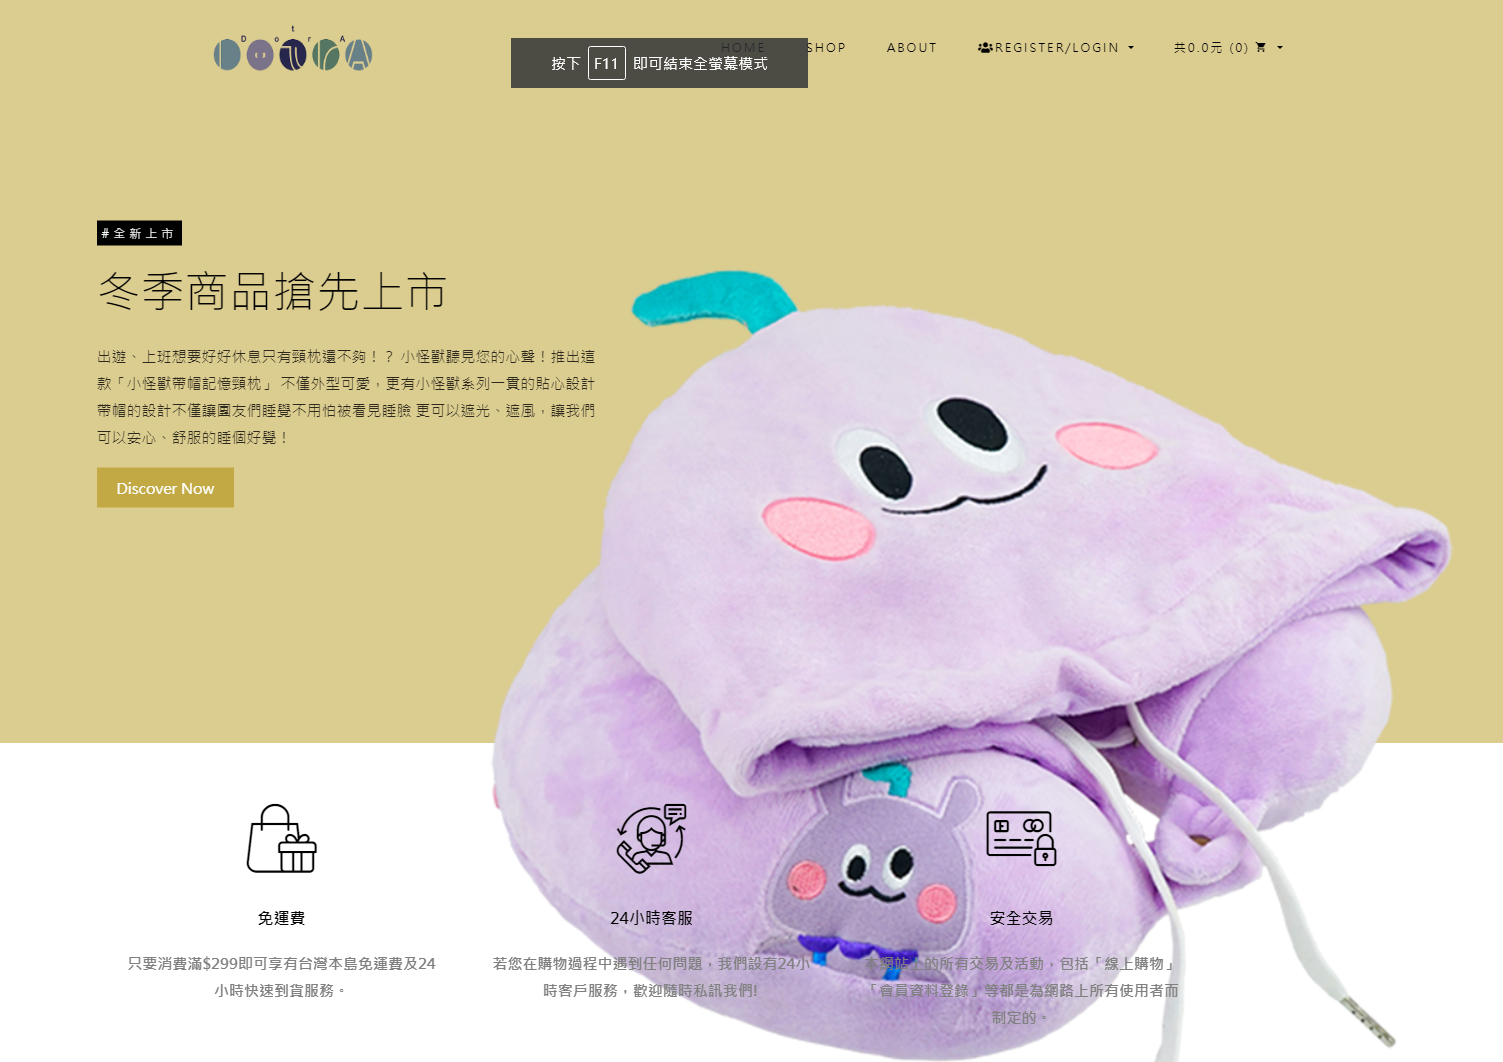 DotrA
HOME SHOP ABOUT REGISTER/LOGIN 共0.0元 (0)
按下 F11 即可結束全螢幕模式
#全新上市
冬季商品搶先上市
出遊、上班想要好好休息只有頸枕還不夠！？ 小怪獸聽見您的心聲！推出這
款「小怪獸帶帽記憶頸枕」 不僅外型可愛，更有小怪獸系列一貫的貼心設計
帶帽的設計不僅讓團友們睡覺不用怕被看見睡臉 更可以遮光、遮風，讓我們
可以安心、舒服的睡個好覺！
Discover Now
免運費
只要消費滿$299即可享有台灣本島免運費及24
小時快速到貨服務。
24小時客服
若您在購物過程中遇到任何問題，我們設有24小
時客戶服務，歡迎隨時私訊我們!
安全交易
本網站上的所有交易及活動，包括「線上購物」
「會員資料登錄」等都是為網路上所有使用者而
制定的。